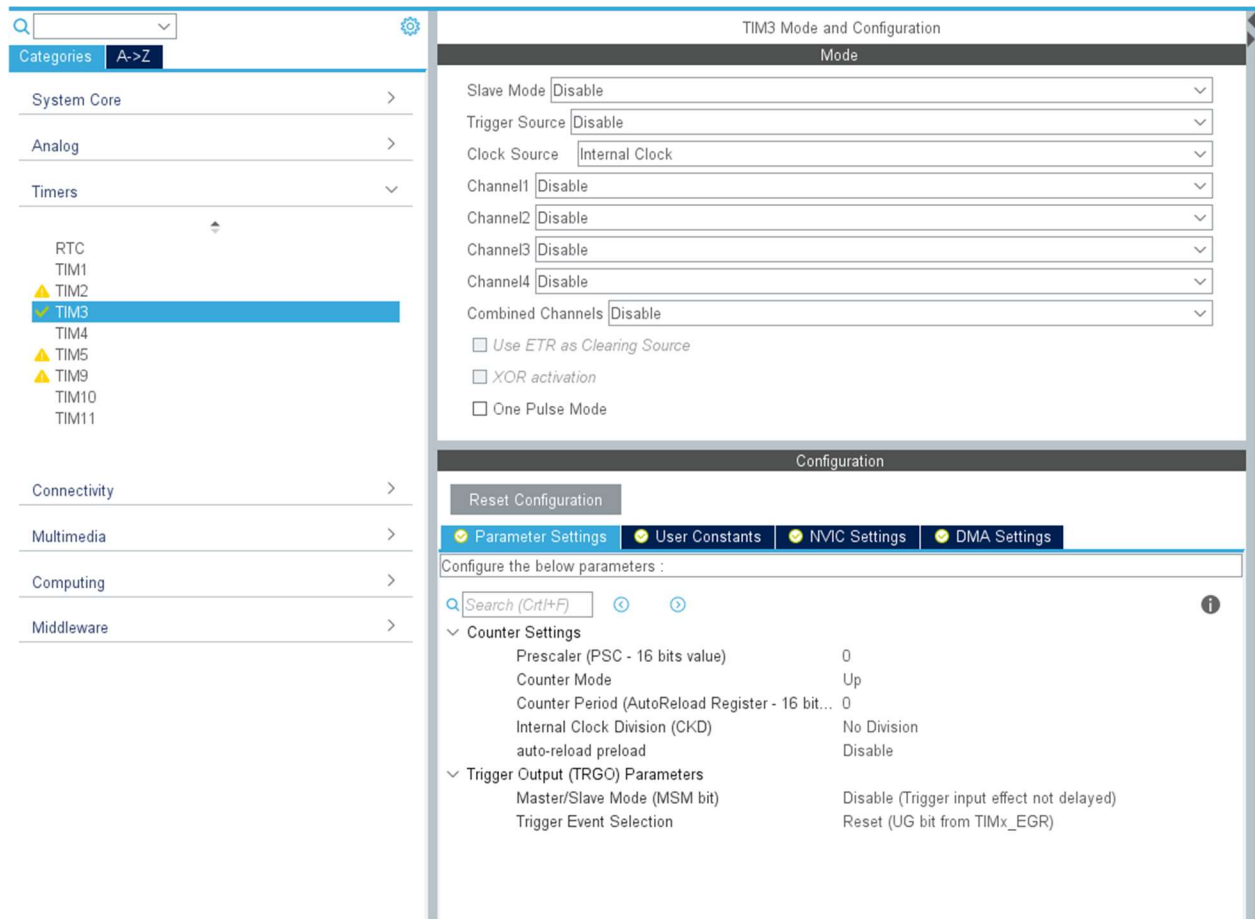 Categories A->Z
System Core
Analog
Timers
RTC
TIM1
TIM2
TIM3
TIM4
TIM5
TIM9
TIM10
TIM11
Connectivity
Multimedia
Computing
Middleware
TIM3 Mode and Configuration
Mode
Slave Mode Disable
Trigger Source Disable
Clock Source Internal Clock
Channel1 Disable
Channel2 Disable
Channel3 Disable
Channel4 Disable
Combined Channels Disable
Use ETR as Clearing Source
XOR activation
One Pulse Mode
Configuration
Reset Configuration
Parameter Settings User Constants NVIC Settings DMA Settings
Configure the below parameters :
Search (Crtl+F)
Counter Settings
Prescaler (PSC - 16 bits value) 0
Counter Mode Up
Counter Period (AutoReload Register - 16 bit... 0
Internal Clock Division (CKD) No Division
auto-reload preload Disable
Trigger Output (TRGO) Parameters
Master/Slave Mode (MSM bit) Disable (Trigger input effect not delayed)
Trigger Event Selection Reset (UG bit from TIMx_EGR)